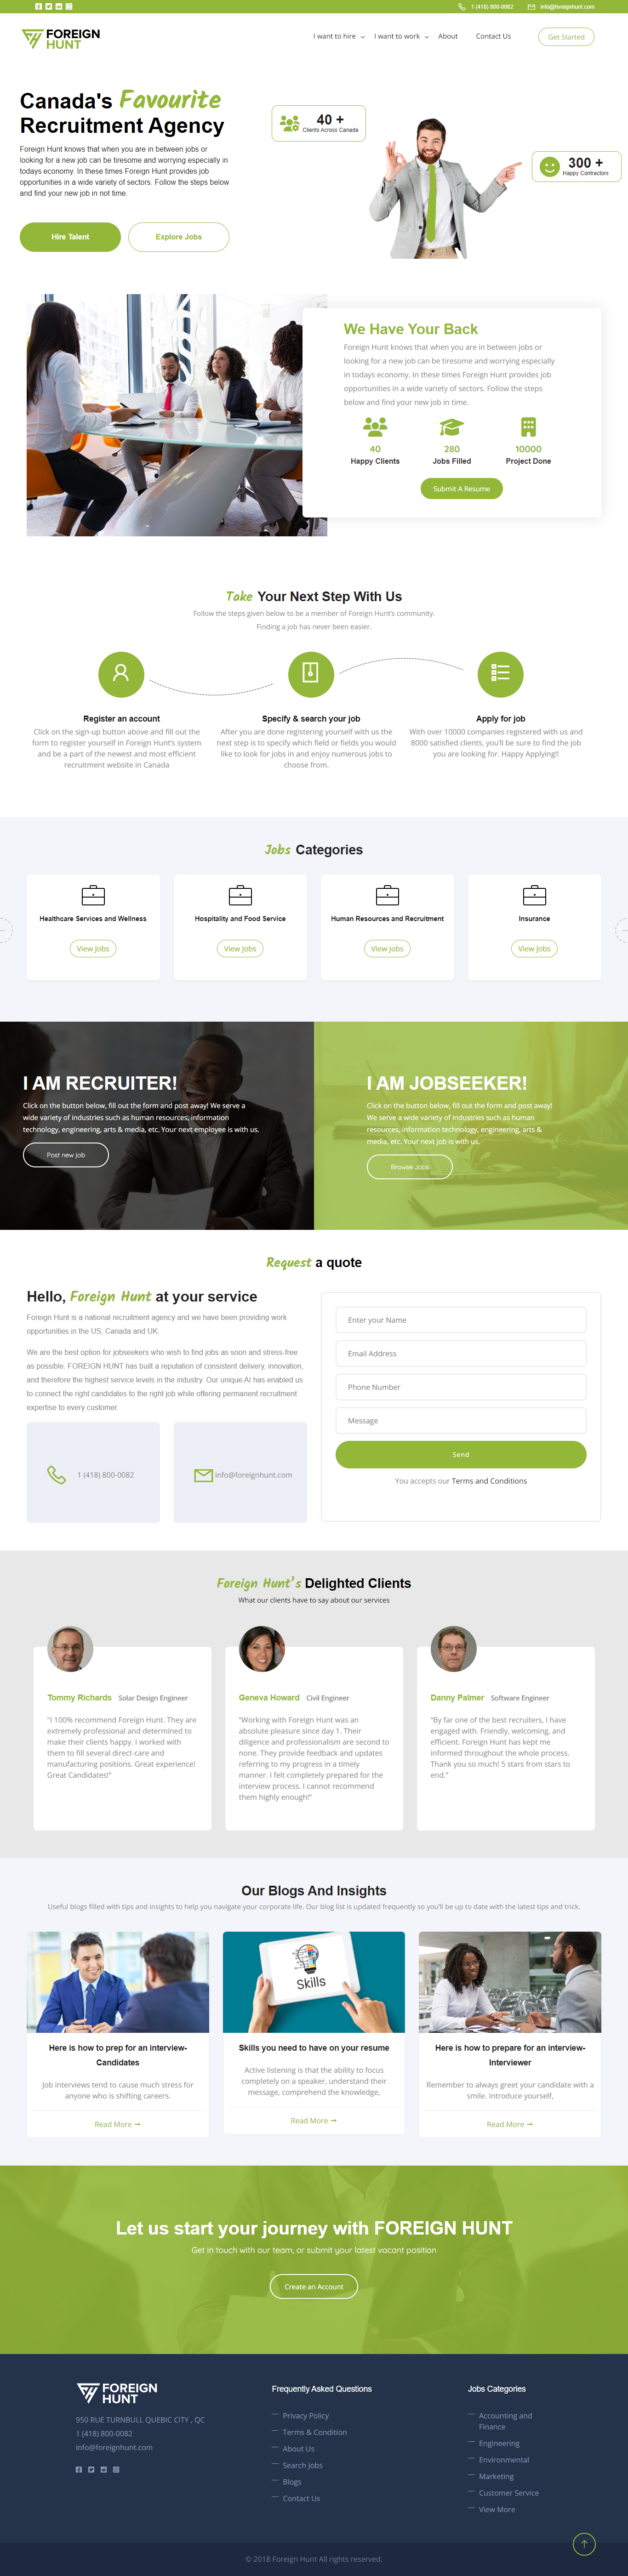 1 (418) 800-0082
info@foreignhunt.com
FOREIGN
HUNT
I want to hire
I want to work
About
Contact Us
Get Started
Canada's Favourite
Recruitment Agency
Foreign Hunt knows that when you are in between jobs or
looking for a new job can be tiresome and worrying especially in
todays economy. In these times Foreign Hunt provides job
opportunities in a wide variety of sectors. Follow the steps below
and find your new job in not time.
Hire Talent
Explore Jobs
40 +
Clients Across Canada
300 +
Happy Contractors
We Have Your Back
Foreign Hunt knows that when you are in between jobs or
looking for a new job can be tiresome and worrying especially
in todays economy. In these times Foreign Hunt provides job
opportunities in a wide variety of sectors. Follow the steps
below and find your new job in time.
40
Happy Clients
280
Jobs Filled
10000
Project Done
Submit A Resume
Take Your Next Step With Us
Follow the steps given below to be a member of Foreign Hunt's community.
Finding a job has never been easier.
Register an account
Click on the sign-up button above and fill out the
form to register yourself in Foreign Hunt's system
and be a part of the newest and most efficient
recruitment website in Canada
Specify & search your job
After you are done registering yourself with us the
next step is to specify which field or fields you would
like to look for jobs in and enjoy numerous jobs to
choose from.
Apply for job
With over 10000 companies registered with us and
8000 satisfied clients, you'll be sure to find the job
you are looking for. Happy Applying!!
Jobs Categories
Healthcare Services and Wellness
View Jobs
Hospitality and Food Service
View Jobs
Human Resources and Recruitment
View Jobs
Insurance
View Jobs
I AM RECRUITER!
Click on the button below, fill out the form and post away! We serve a
wide variety of industries such as human resources, information
technology, engineering, arts & media, etc. Your next employee is with us.
Post new job
I AM JOBSEEKER!
Click on the button below, fill out the form and post away!
We serve a wide variety of industries such as human
resources, information technology, engineering, arts &
media, etc. Your next job is with us.
Browse Jobs
Request a quote
Hello, Foreign Hunt at your service
Foreign Hunt is a national recruitment agency and we have been providing work
opportunities in the US, Canada and UK.
We are the best option for jobseekers who wish to find jobs as soon and stress-free
as possible. FOREIGN HUNT has built a reputation of consistent delivery, innovation,
and therefore the highest service levels in the industry. Our unique AI has enabled us
to connect the right candidates to the right job while offering permanent recruitment
expertise to every customer.
1 (418) 800-0082
info@foreignhunt.com
Enter your Name
Email Address
Phone Number
Message
Send
You accepts our Terms and Conditions
Foreign Hunt's Delighted Clients
What our clients have to say about our services
Tommy Richards Solar Design Engineer
"I 100% recommend Foreign Hunt. They are
extremely professional and determined to
make their clients happy. I worked with
them to fill several direct-care and
manufacturing positions. Great experience!
Great Candidates!"
Geneva Howard Civil Engineer
"Working with Foreign Hunt was an
absolute pleasure since day 1. Their
diligence and professionalism are second to
none. They provide feedback and updates
referring to my progress in a timely
manner. I felt completely prepared for the
interview process. I cannot recommend
them highly enough!"
Danny Palmer Software Engineer
"By far one of the best recruiters, I have
engaged with. Friendly, welcoming, and
efficient. Foreign Hunt has kept me
informed throughout the whole process.
Thank you so much! 5 stars from stars to
end."
Our Blogs And Insights
Useful blogs filled with tips and insights to help you navigate your corporate life. Our blog list is updated frequently so you'll be up to date with the latest tips and trick.
Here is how to prep for an interview-
Candidates
Job interviews tend to cause much stress for
anyone who is shifting careers.
Read More
Skills
Skills you need to have on your resume
Active listening is that the ability to focus
completely on a speaker, understand their
message, comprehend the knowledge,
Read More
Here is how to prepare for an interview-
Interviewer
Remember to always greet your candidate with a
smile. Introduce yourself,
Read More
Let us start your journey with FOREIGN HUNT
Get in touch with our team, or submit your latest vacant position
Create an Account
FOREIGN
HUNT
950 RUE TURNBULL QUEBIC CITY , QC
1 (418) 800-0082
info@foreignhunt.com
Frequently Asked Questions
Privacy Policy
Terms & Condition
About Us
Search Jobs
Blogs
Contact Us
Jobs Categories
Accounting and
Finance
Engineering
Environmental
Marketing
Customer Service
View More
© 2018 Foreign Hunt All rights reserved.